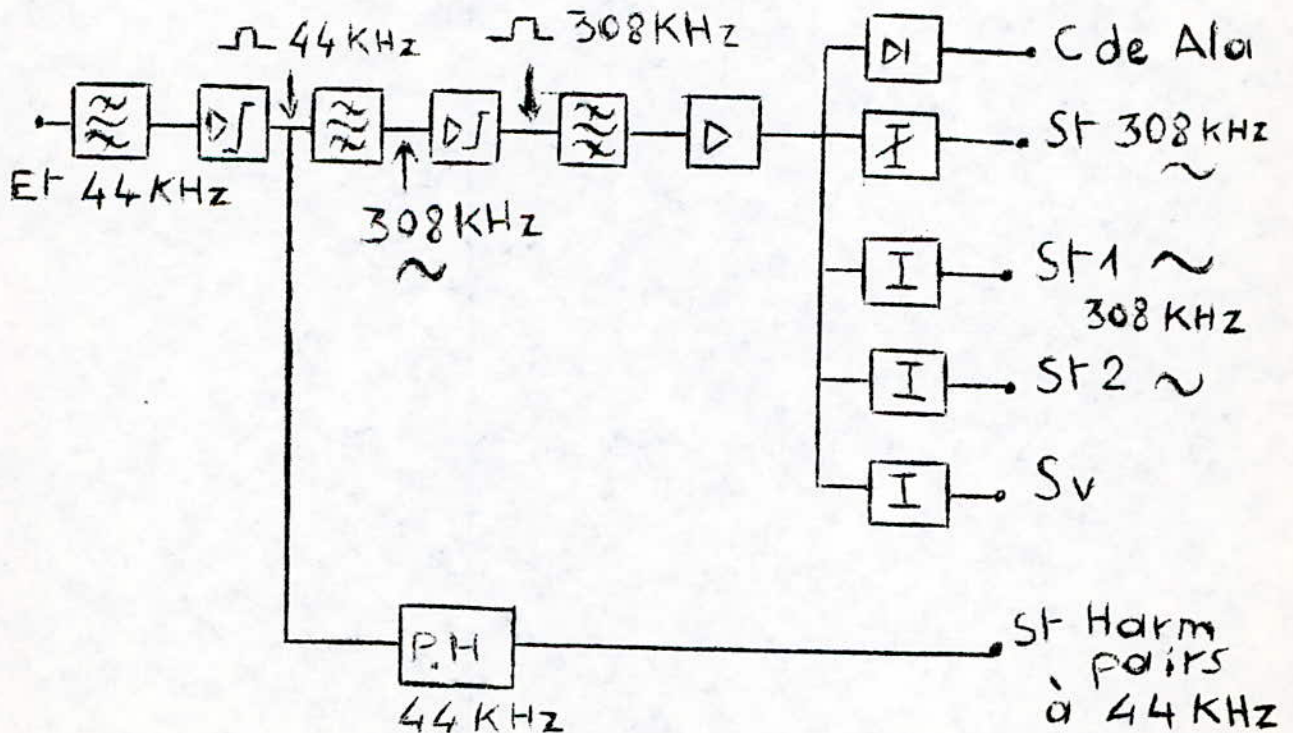 44 KHz
308 KHz
C de Ala
Et 44 KHz
St 308 KHz
~
308 KHz
~
St 1 ~
308 KHz
St 2 ~
Sv
P.H
44 KHz
St Harm
pairs
à 44 KHz